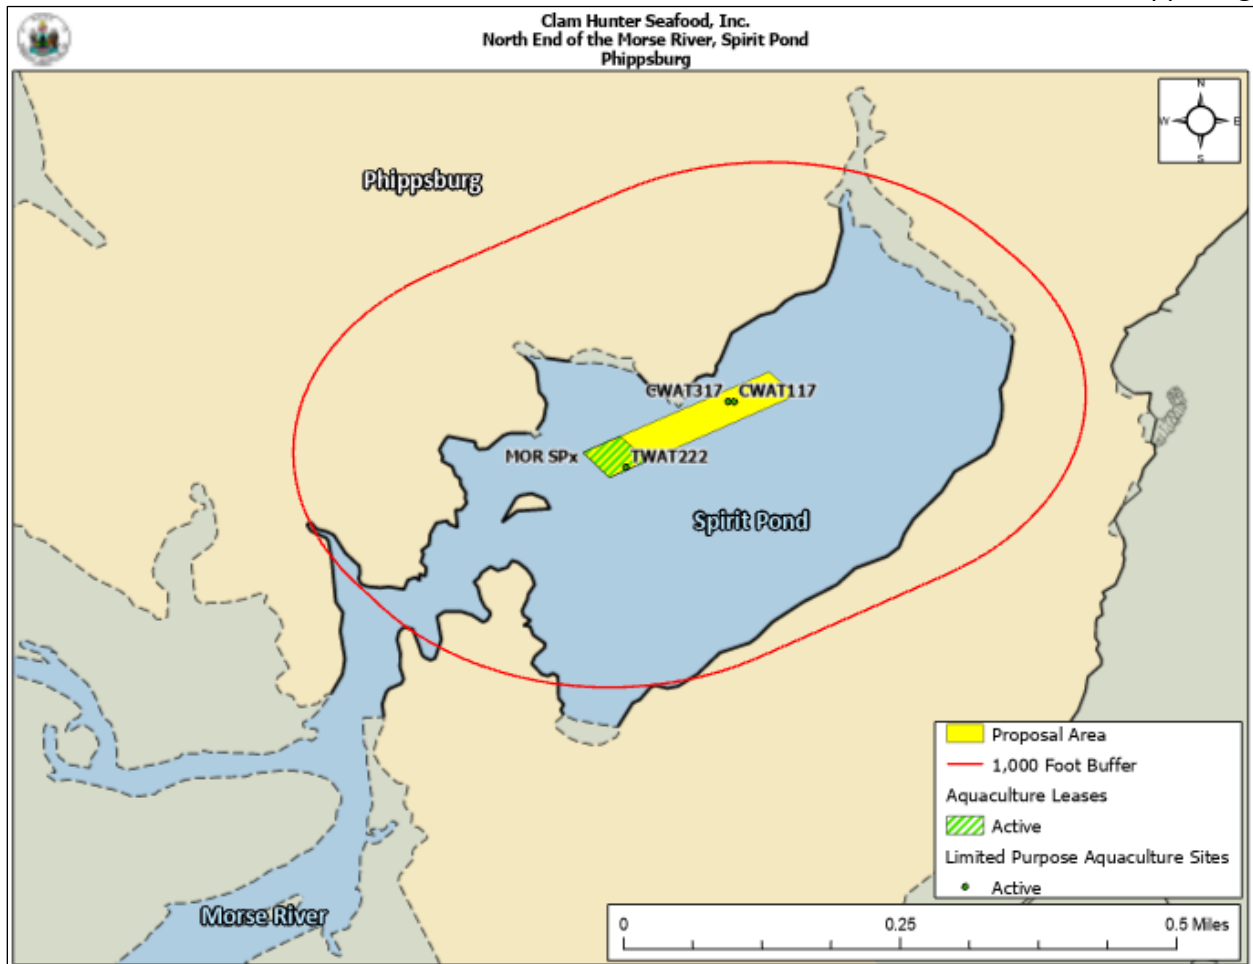 Clam Hunter Seafood, Inc.
North End of the Morse River, Spirit Pond
Phippsburg
N
W E
S
Phippsburg
CWAT317 CWAT117
MOR SPx TWAT222
Spirit Pond
Morse River
Proposal Area
1,000 Foot Buffer
Aquaculture Leases
Active
Limited Purpose Aquaculture Sites
Active
0 0.25 0.5 Miles